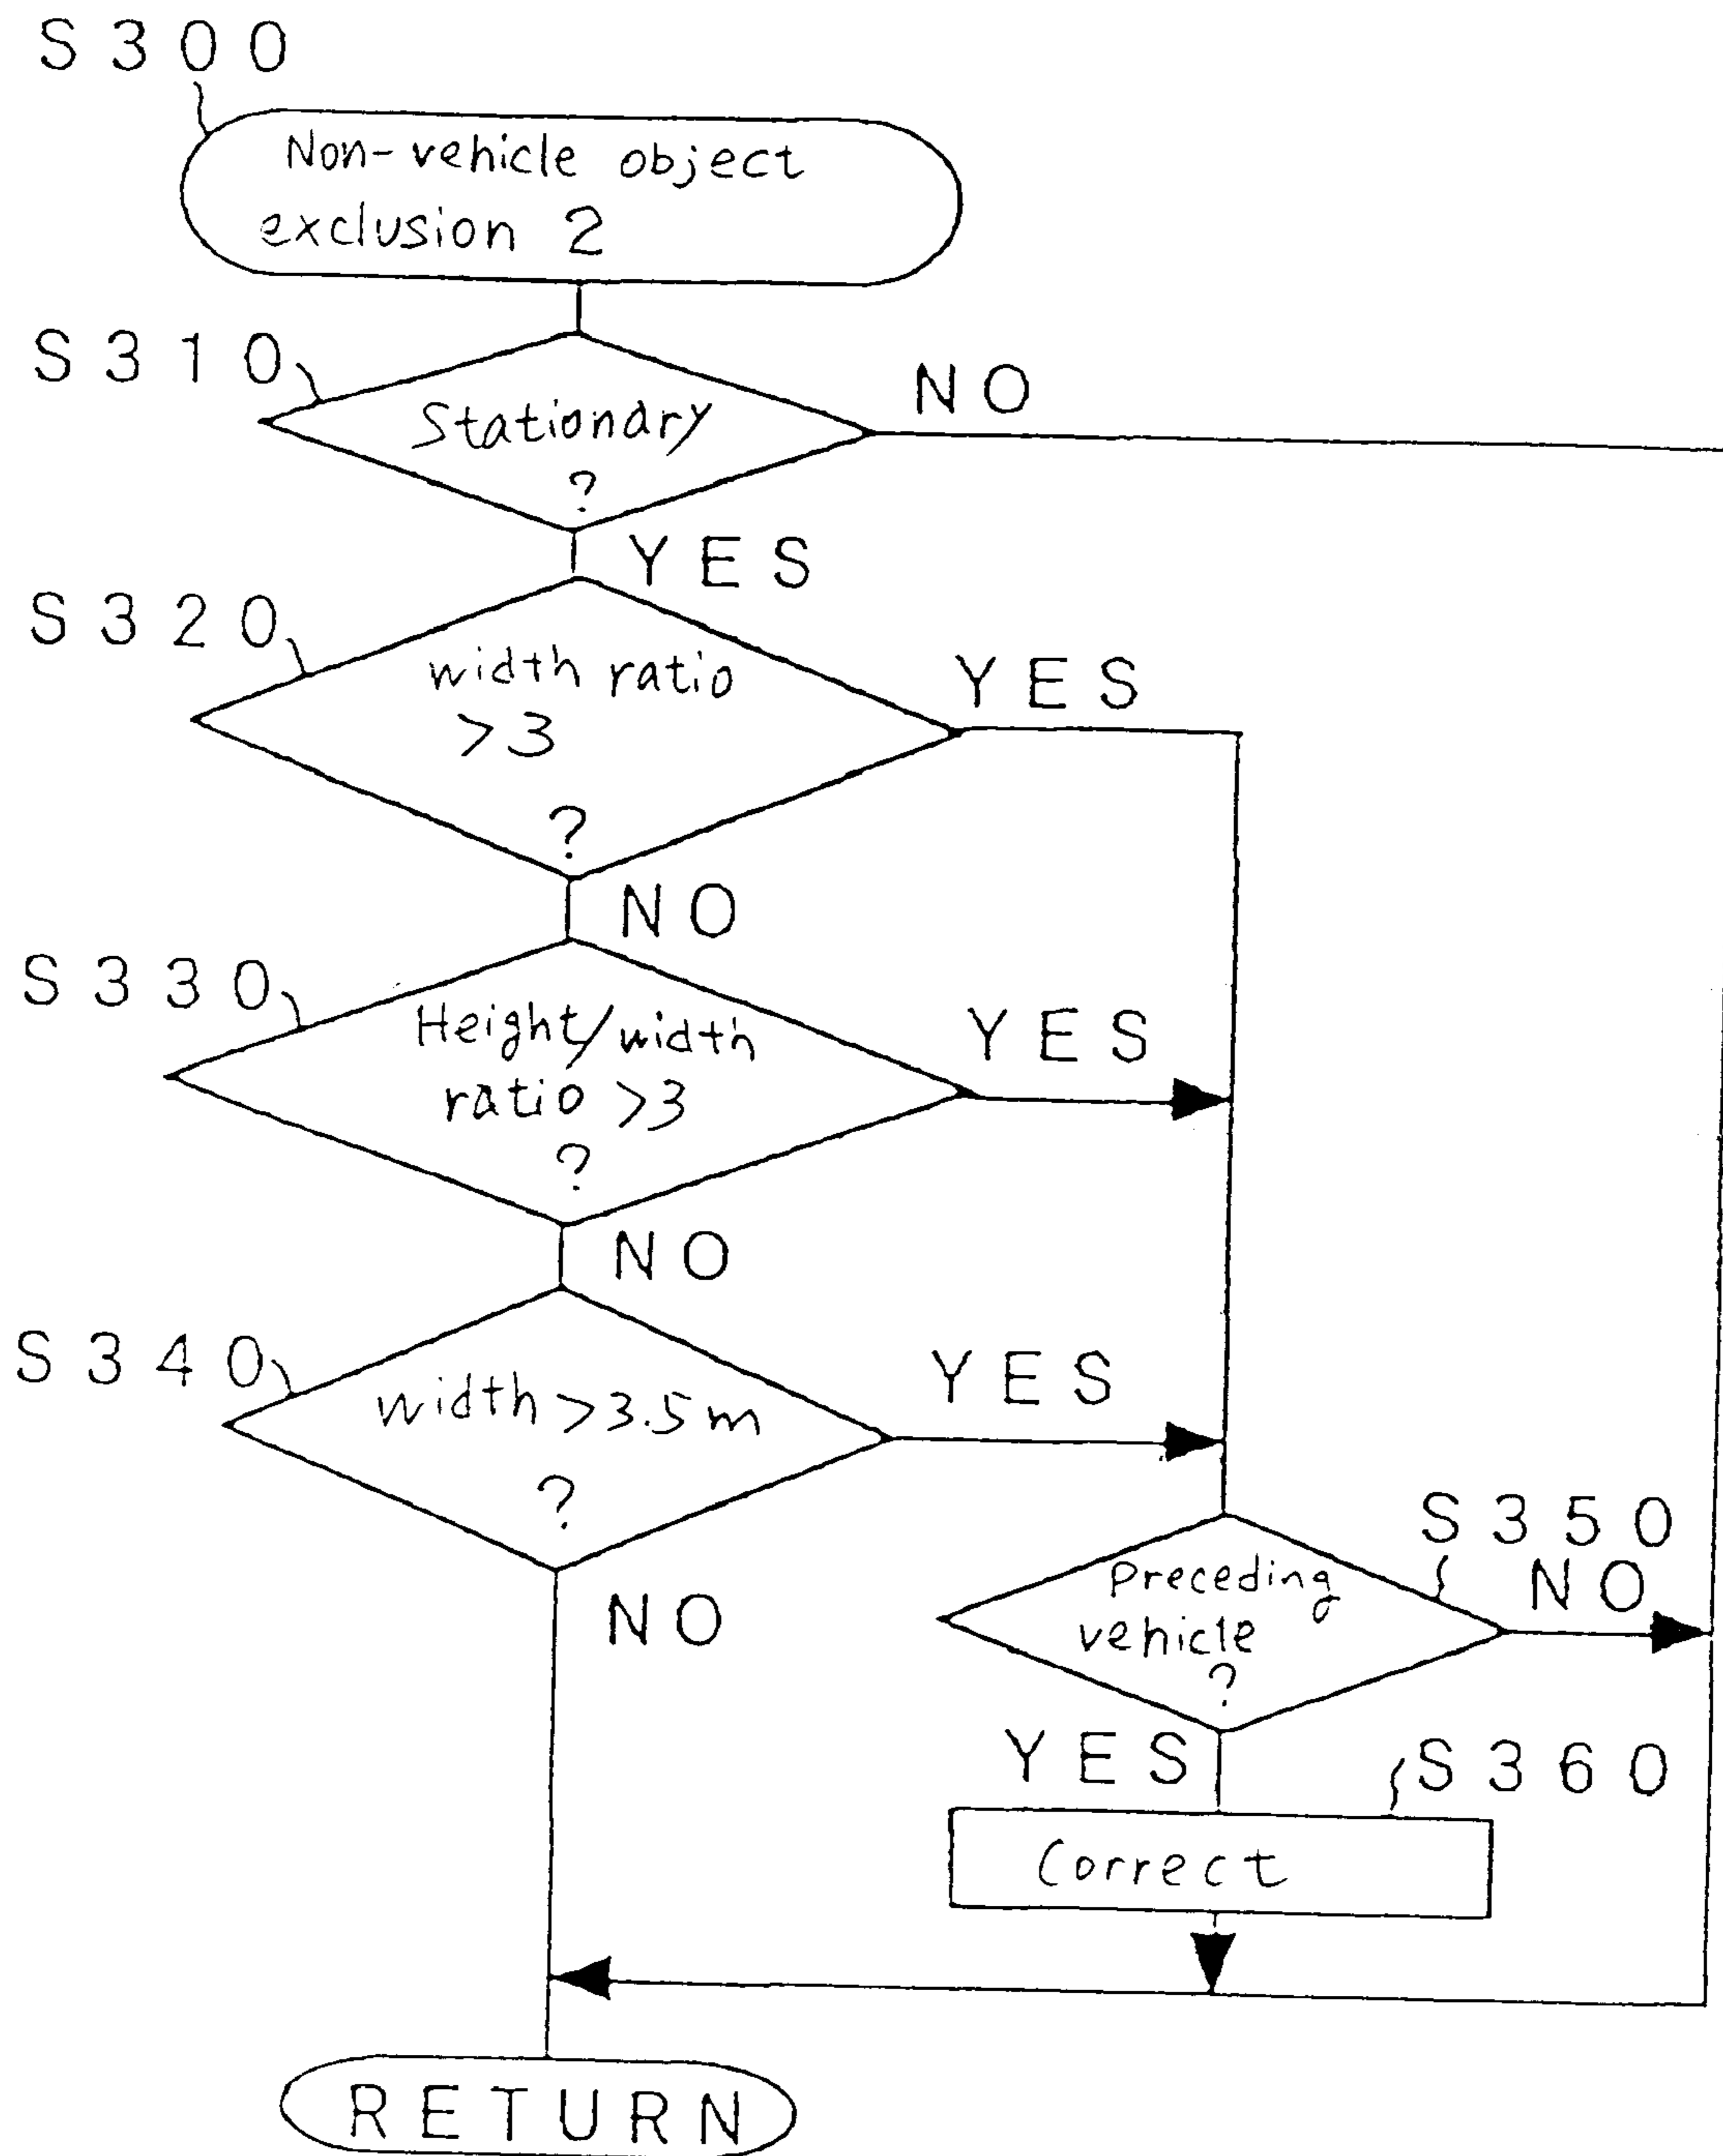 S300
Non-vehicle object
exclusion 2
S310
Stationary
?
NO
YES
S320
width ratio
>3
?
YES
NO
S330
Height/width
ratio >3
?
YES
NO
S340
width >3.5m
?
YES
NO
S350
Preceding
vehicle
?
NO
YES
S360
Correct
RETURN